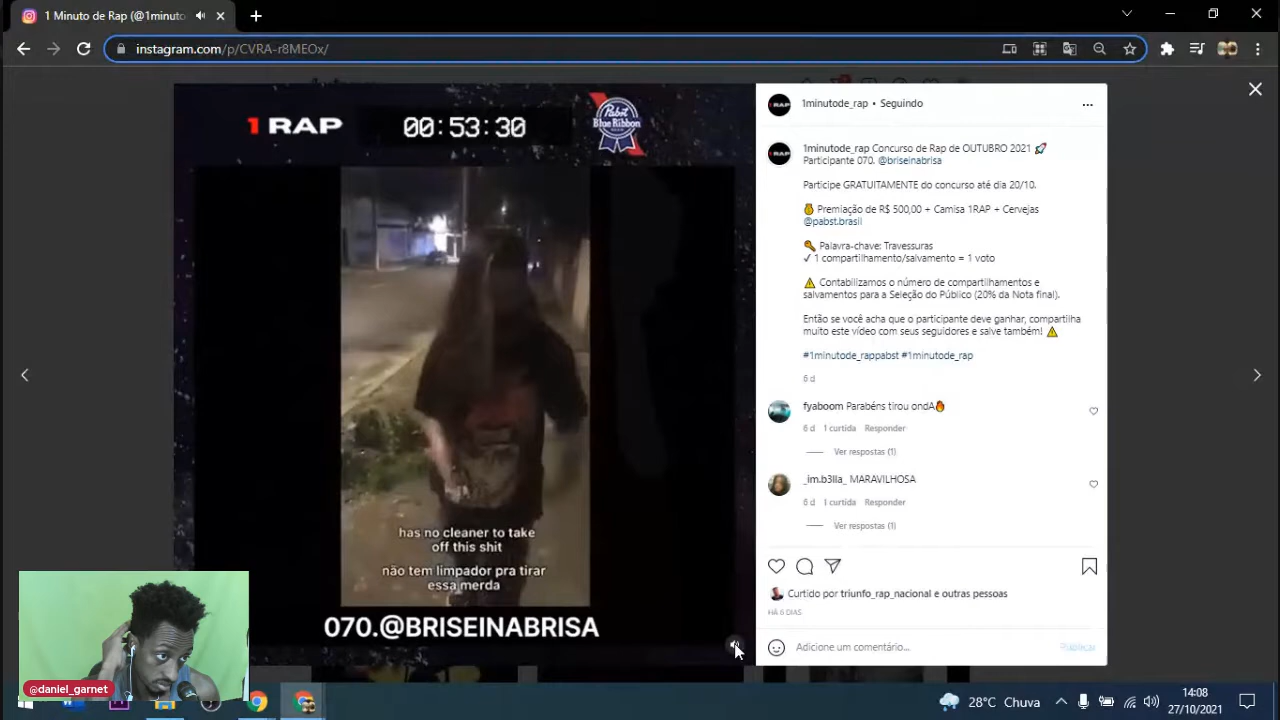 1 Minuto de Rap (@1minuto
instagram.com/p/CVRA-r8MEOx/
1 RAP
00:53:30
Pabst
Blue Ribbon
has no cleaner to take
off this shit
não tem limpador pra tirar
essa merda
070.@BRISEINABRISA
@daniel_garnet
1minutode_rap • Seguindo
1minutode_rap Concurso de Rap de OUTUBRO 2021 🚀
Participante 070. @briseinabrisa
Participe GRATUITAMENTE do concurso até dia 20/10.
🏅 Premiação de R$ 500,00 + Camisa 1RAP + Cervejas
@pabst.brasil
🔑 Palavra-chave: Travessuras
✓ 1 compartilhamento/salvamento = 1 voto
⚠️ Contabilizamos o número de compartilhamentos e
salvamentos para a Seleção do Público (20% da Nota final).
Então se você acha que o participante deve ganhar, compartilha
muito este vídeo com seus seguidores e salve também! ⚠️
#1minutode_rappabst #1minutode_rap
6 d
fyaboom Parabéns tirou ondA🔥
6 d 1 curtida Responder
Ver respostas (1)
_im.b3lla_ MARAVILHOSA
6 d 1 curtida Responder
Ver respostas (1)
Curtido por triunfo_rap_nacional e outras pessoas
HÁ 6 DIAS
Adicione um comentário...
Publicar
28°C Chuva
14:08
27/10/2021